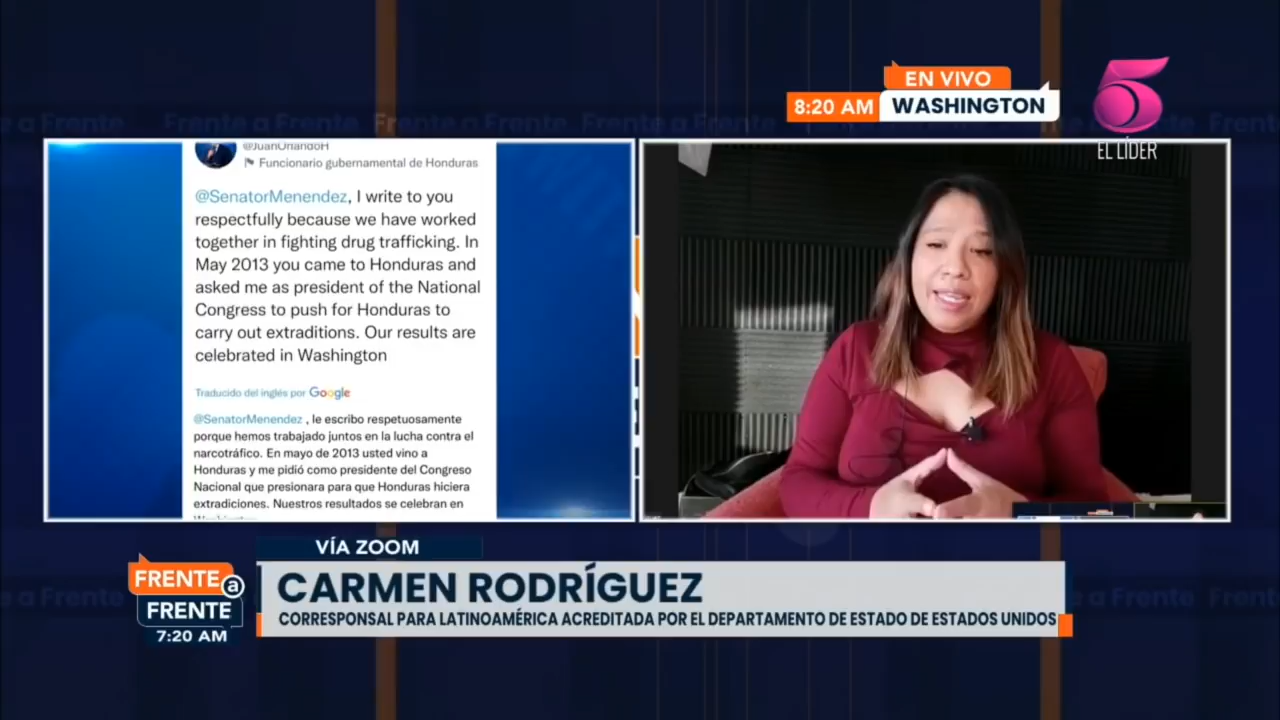 EN VIVO
8:20 AM WASHINGTON
5
EL LÍDER
@JuanOrlandoH
Funcionario gubernamental de Honduras
@SenatorMenendez, I write to you
respectfully because we have worked
together in fighting drug trafficking. In
May 2013 you came to Honduras and
asked me as president of the National
Congress to push for Honduras to
carry out extraditions. Our results are
celebrated in Washington
Traducido del inglés por Google
@SenatorMenendez , le escribo respetuosamente
porque hemos trabajado juntos en la lucha contra el
narcotráfico. En mayo de 2013 usted vino a
Honduras y me pidió como presidente del Congreso
Nacional que presionara para que Honduras hiciera
extradiciones. Nuestros resultados se celebran en
VÍA ZOOM
FRENTE a
FRENTE
7:20 AM
CARMEN RODRÍGUEZ
CORRESPONSAL PARA LATINOAMÉRICA ACREDITADA POR EL DEPARTAMENTO DE ESTADO DE ESTADOS UNIDOS